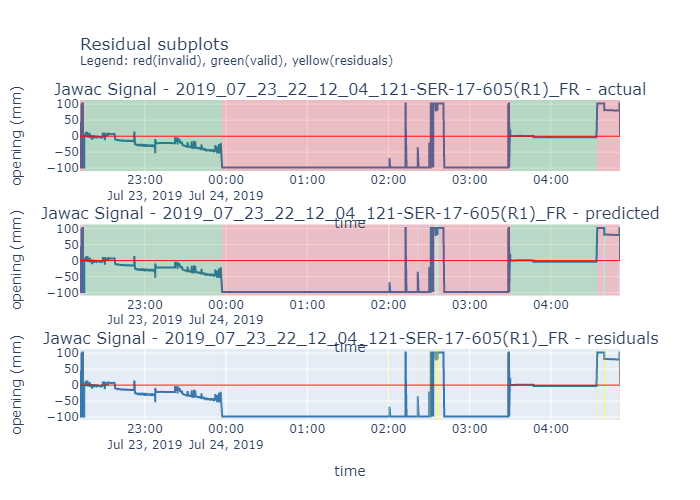 Residual subplots
Legend: red(invalid), green(valid), yellow(residuals)
Jawac Signal - 2019_07_23_22_12_04_121-SER-17-605(R1)_FR - actual
opening (mm)
100
50
0
−50
−100
23:00 00:00 01:00 02:00 03:00 04:00
Jul 23, 2019 Jul 24, 2019
time
Jawac Signal - 2019_07_23_22_12_04_121-SER-17-605(R1)_FR - predicted
opening (mm)
100
50
0
−50
−100
23:00 00:00 01:00 02:00 03:00 04:00
Jul 23, 2019 Jul 24, 2019
time
Jawac Signal - 2019_07_23_22_12_04_121-SER-17-605(R1)_FR - residuals
opening (mm)
100
50
0
−50
−100
23:00 00:00 01:00 02:00 03:00 04:00
Jul 23, 2019 Jul 24, 2019
time